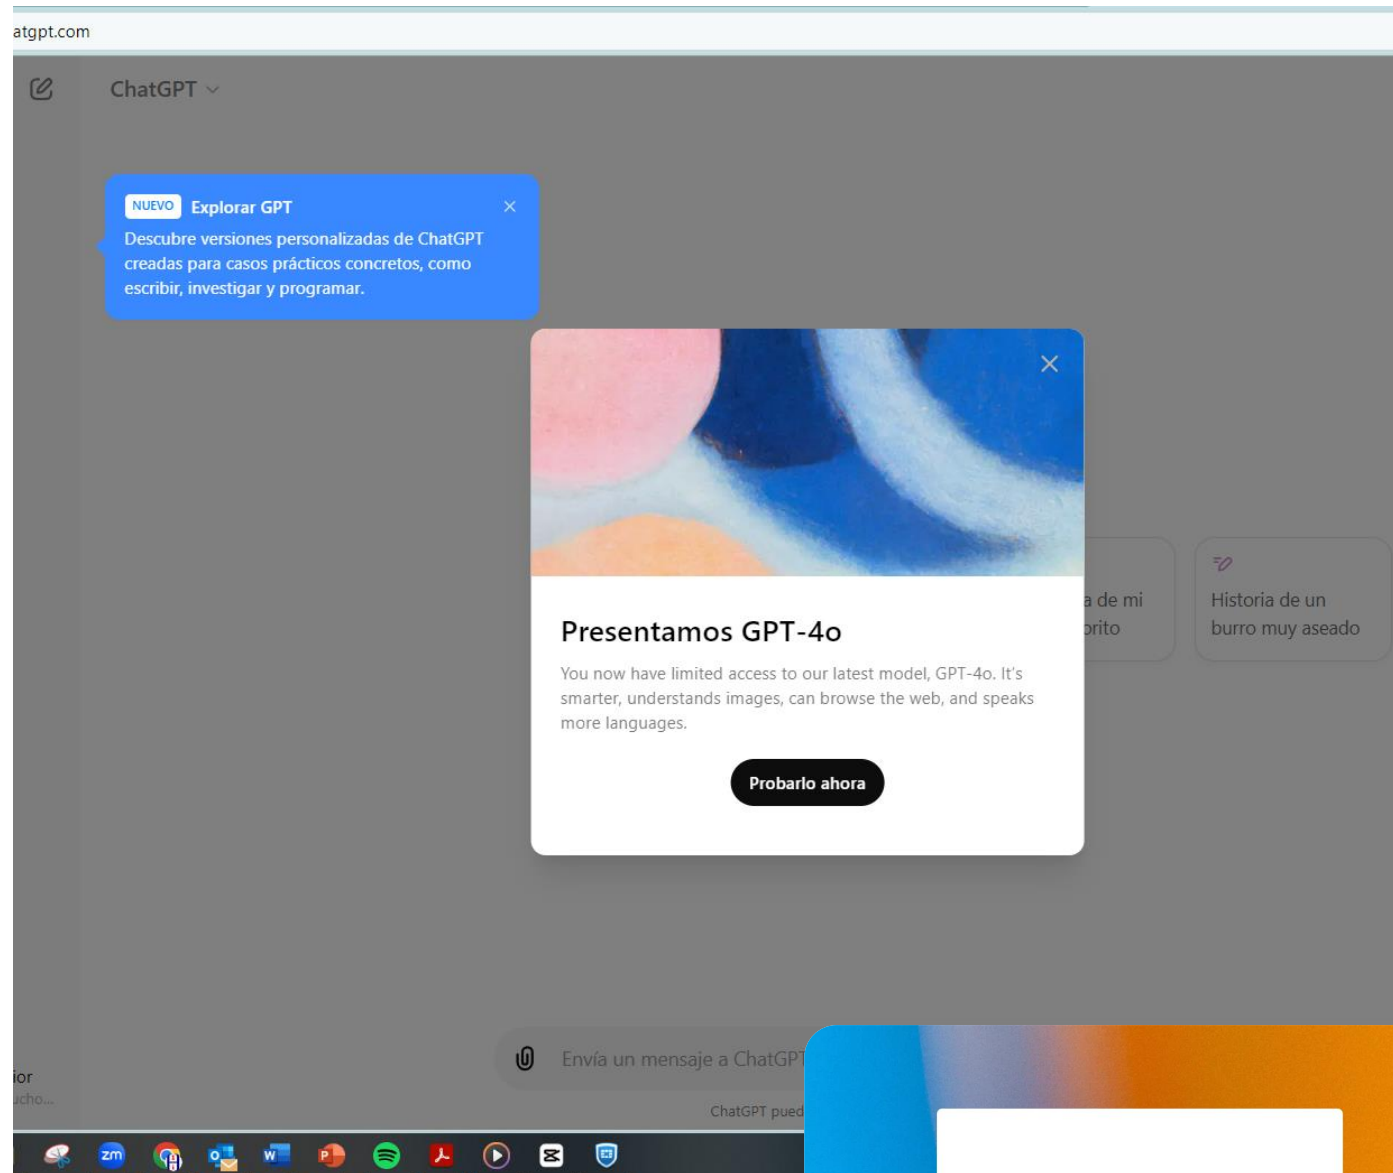 atgpt.com
ChatGPT
NUEVO Explorar GPT
Descubre versiones personalizadas de ChatGPT
creadas para casos prácticos concretos, como
escribir, investigar y programar.
Presentamos GPT-4o
You now have limited access to our latest model, GPT-4o. It's
smarter, understands images, can browse the web, and speaks
more languages.
Probarlo ahora
a de mi
orito
Historia de un
burro muy aseado
Envía un mensaje a ChatGPT
ChatGPT pued
ior
ucho...
zm